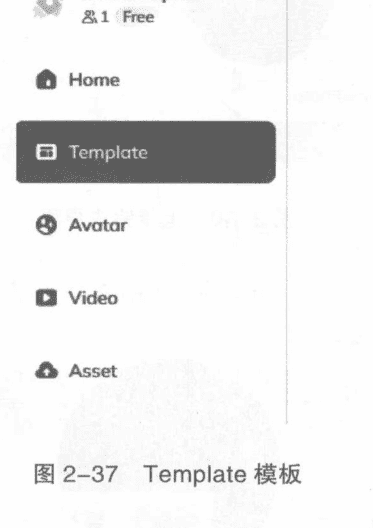 1 Free
Home
Template
Avatar
Video
Asset
图 2-37 Template 模板